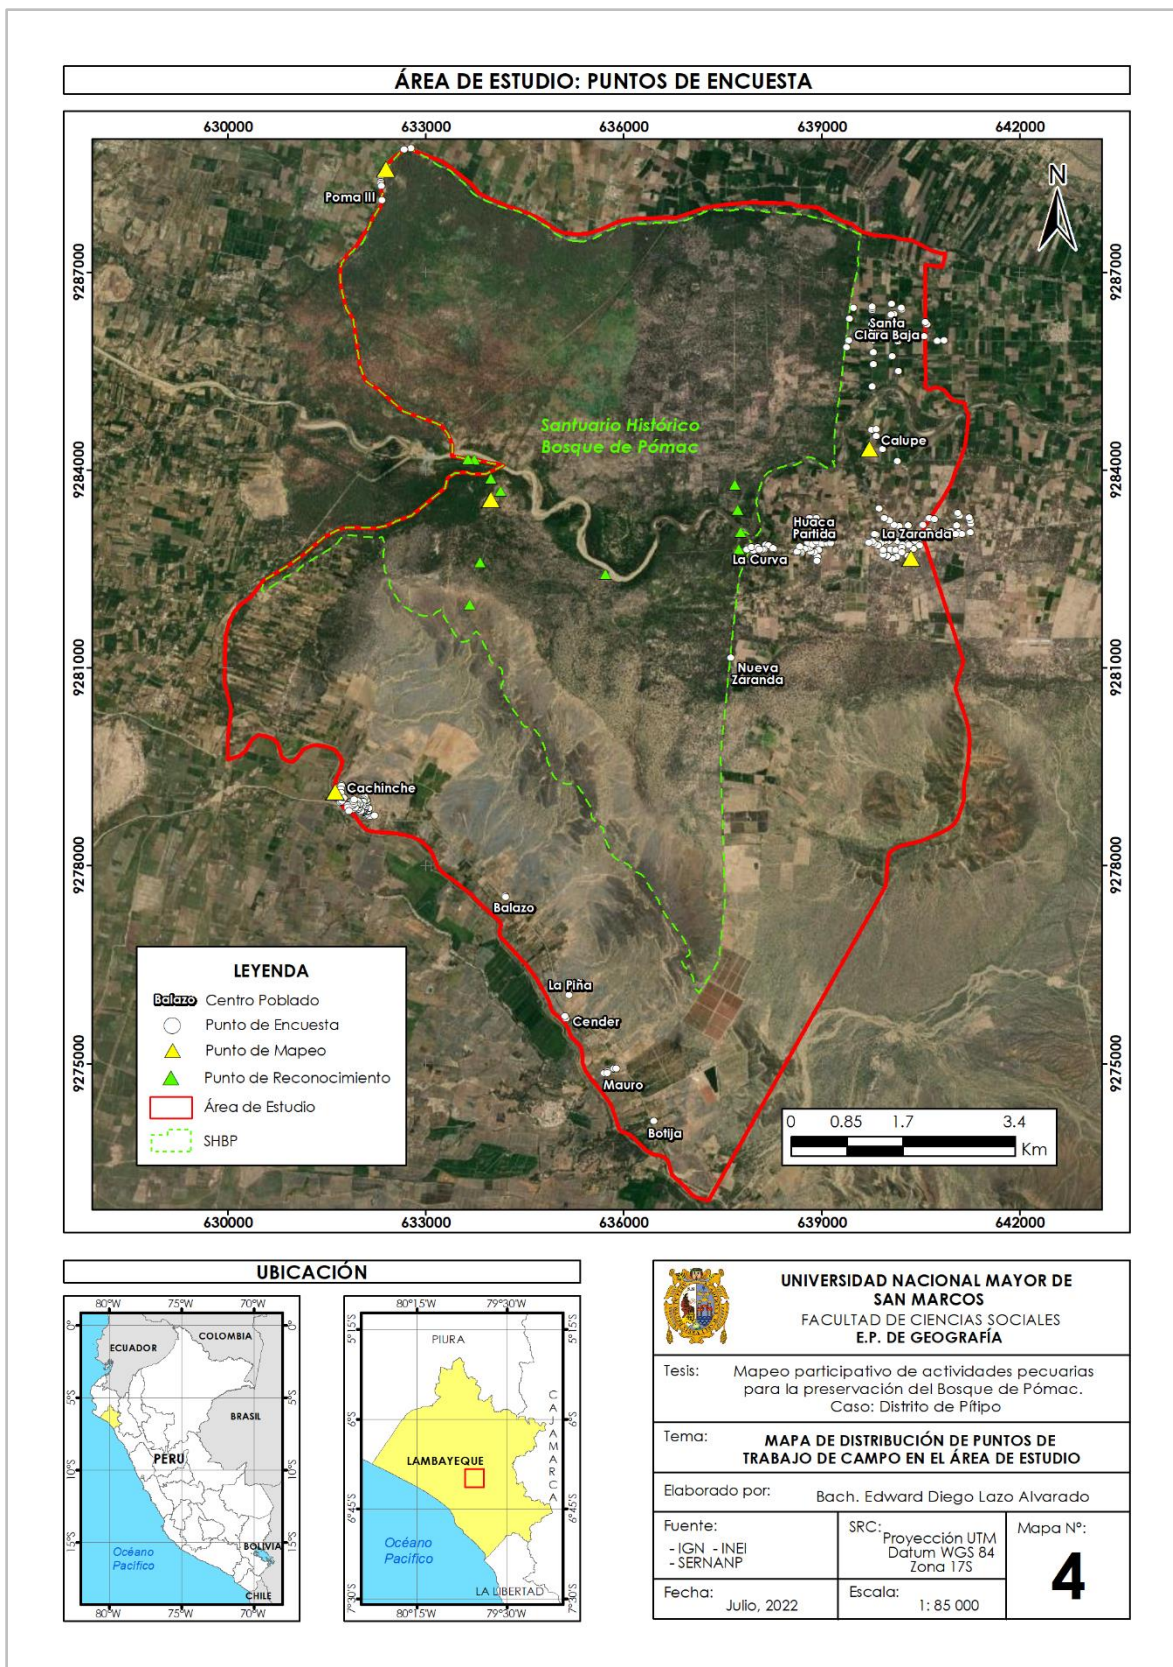 ÁREA DE ESTUDIO: PUNTOS DE ENCUESTA
630000
633000
636000
639000
642000
N
9287000
9287000
9284000
9284000
9281000
9281000
9278000
9278000
9275000
9275000
Poma III
Santa
Clara Baja
Santuario Histórico
Bosque de Pómac
Calupe
Huaca
Partida
La Zaranda
La Curva
Nueva
Zaranda
Cachinche
Balazo
La Piña
Cender
Mauro
Botija
LEYENDA
Balazo Centro Poblado
Punto de Encuesta
Punto de Mapeo
Punto de Reconocimiento
Área de Estudio
SHBP
0 0.85 1.7 3.4
Km
630000
633000
636000
639000
642000
UBICACIÓN
80°W 75°W 70°W
0°
0°
COLOMBIA
ECUADOR
5°S
5°S
BRASIL
PERÚ
10°S
10°S
15°S
15°S
BOLIVIA
Océano
Pacífico
CHILE
80°W 75°W 70°W
80°15'W 79°30'W
5°15'S
5°15'S
PIURA
CAJAMARCA
6°S
6°S
LAMBAYEQUE
6°45'S
6°45'S
Océano
Pacífico
LA LIBERTAD
7°30'S
7°30'S
80°15'W 79°30'W
UNIVERSIDAD NACIONAL MAYOR DE
SAN MARCOS
FACULTAD DE CIENCIAS SOCIALES
E.P. DE GEOGRAFÍA
Tesis: Mapeo participativo de actividades pecuarias
para la preservación del Bosque de Pómac.
Caso: Distrito de Pítipo
Tema: MAPA DE DISTRIBUCIÓN DE PUNTOS DE
TRABAJO DE CAMPO EN EL ÁREA DE ESTUDIO
Elaborado por: Bach. Edward Diego Lazo Alvarado
Fuente:
- IGN - INEI
- SERNANP
SRC: Proyección UTM
Datum WGS 84
Zona 17S
Mapa N°:
4
Fecha:
Julio, 2022
Escala:
1: 85 000